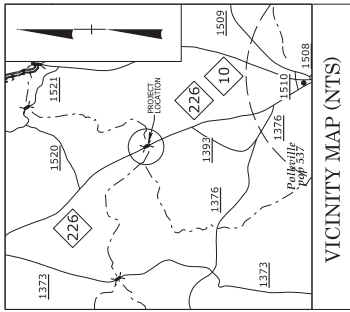 1509
1521
10
1508
226
1510
PROJECT
LOCATION
1520
1393
1376
Polkville
pop 537
226
1376
1373
1373
VICINITY MAP (NTS)